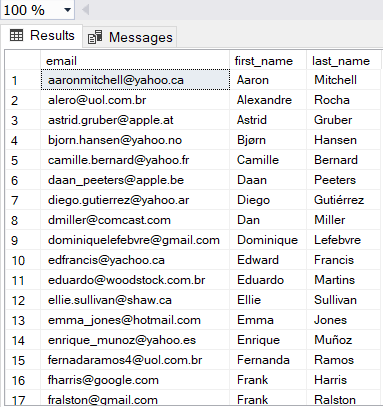 100 %
Results Messages
email first_name last_name
1 aaronmitchell@yahoo.ca Aaron Mitchell
2 alero@uol.com.br Alexandre Rocha
3 astrid.gruber@apple.at Astrid Gruber
4 bjorn.hansen@yahoo.no Bjørn Hansen
5 camille.bernard@yahoo.fr Camille Bernard
6 daan_peeters@apple.be Daan Peeters
7 diego.gutierrez@yahoo.ar Diego Gutiérrez
8 dmiller@comcast.com Dan Miller
9 dominiquelefebvre@gmail.com Dominique Lefebvre
10 edfrancis@yachoo.ca Edward Francis
11 eduardo@woodstock.com.br Eduardo Martins
12 ellie.sullivan@shaw.ca Ellie Sullivan
13 emma_jones@hotmail.com Emma Jones
14 enrique_munoz@yahoo.es Enrique Muñoz
15 fernadaramos4@uol.com.br Fernanda Ramos
16 fharris@google.com Frank Harris
17 fralston@gmail.com Frank Ralston